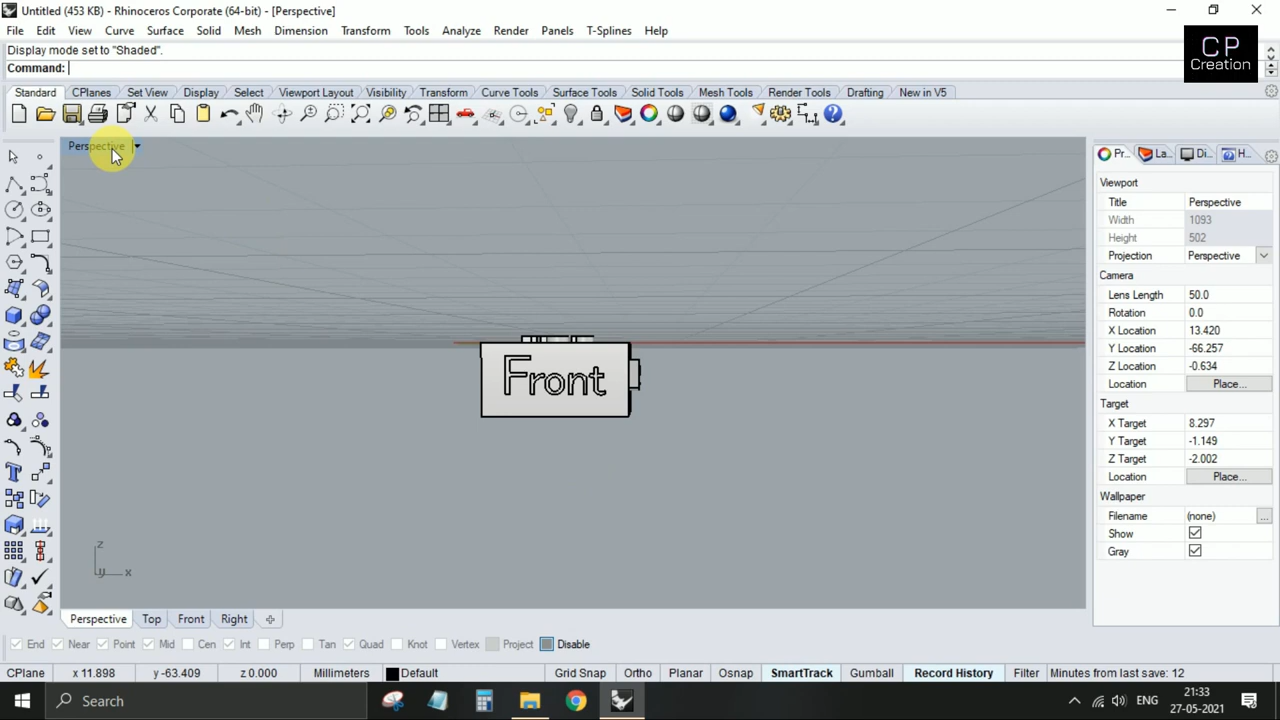 Untitled (453 KB) - Rhinoceros Corporate (64-bit) - [Perspective]
File Edit View Curve Surface Solid Mesh Dimension Transform Tools Analyze Render Panels T-Splines Help
CP
Creation
Display mode set to "Shaded".
Command:
Standard CPlanes Set View Display Select Viewport Layout Visibility Transform Curve Tools Surface Tools Solid Tools Mesh Tools Render Tools Drafting New in V5
Perspective
Pr... La... Di... H...
Viewport
Title Perspective
Width 1093
Height 502
Projection Perspective
Camera
Lens Length 50.0
Rotation 0.0
X Location 13.420
Y Location -66.257
Z Location -0.634
Location Place...
Target
X Target 8.297
Y Target -1.149
Z Target -2.002
Location Place...
Wallpaper
Filename (none) ...
Show
Gray
Front
z
y x
Perspective Top Front Right
End Near Point Mid Cen Int Perp Tan Quad Knot Vertex Project Disable
CPlane x 11.898 y -63.409 z 0.000 Millimeters Default Grid Snap Ortho Planar Osnap SmartTrack Gumball Record History Filter Minutes from last save: 12
Search
ENG
21:33
27-05-2021